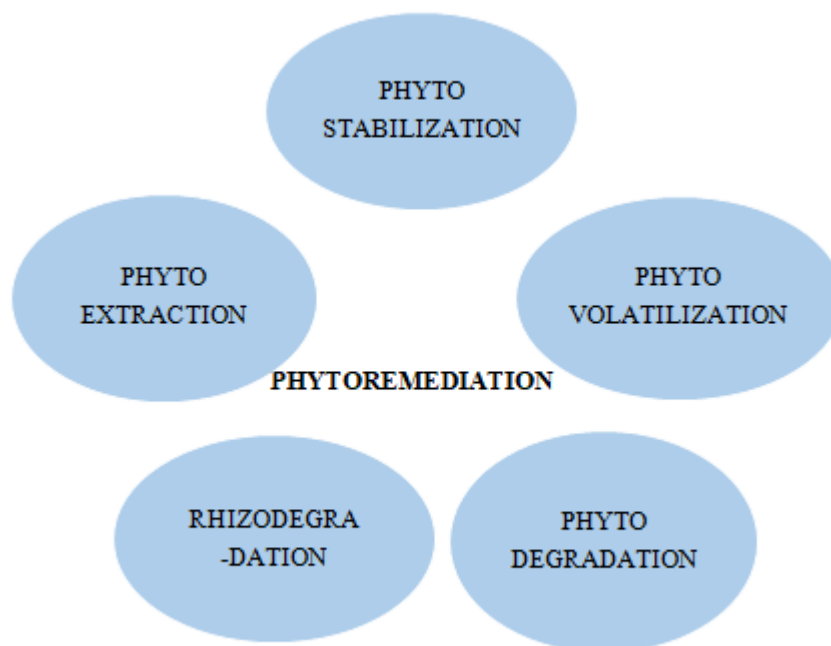 PHYTO
STABILIZATION
PHYTO
EXTRACTION
PHYTO
VOLATILIZATION
PHYTOREMEDIATION
RHIZODEGRA
-DATION
PHYTO
DEGRADATION